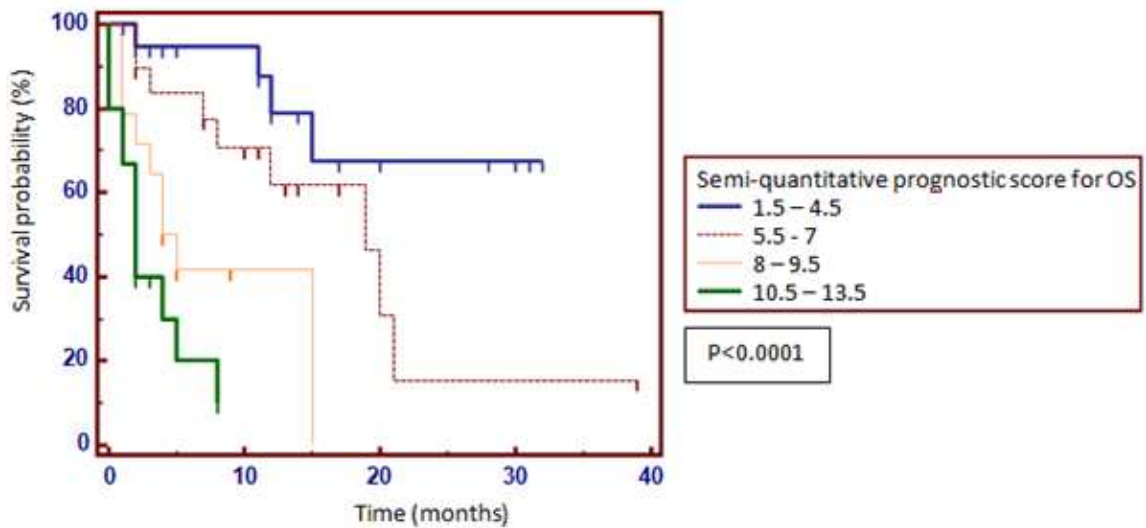 Survival probability (%)
100
80
60
40
20
0
0 10 20 30 40
Time (months)
Semi-quantitative prognostic score for OS
1.5 – 4.5
5.5 - 7
8 – 9.5
10.5 – 13.5
P<0.0001